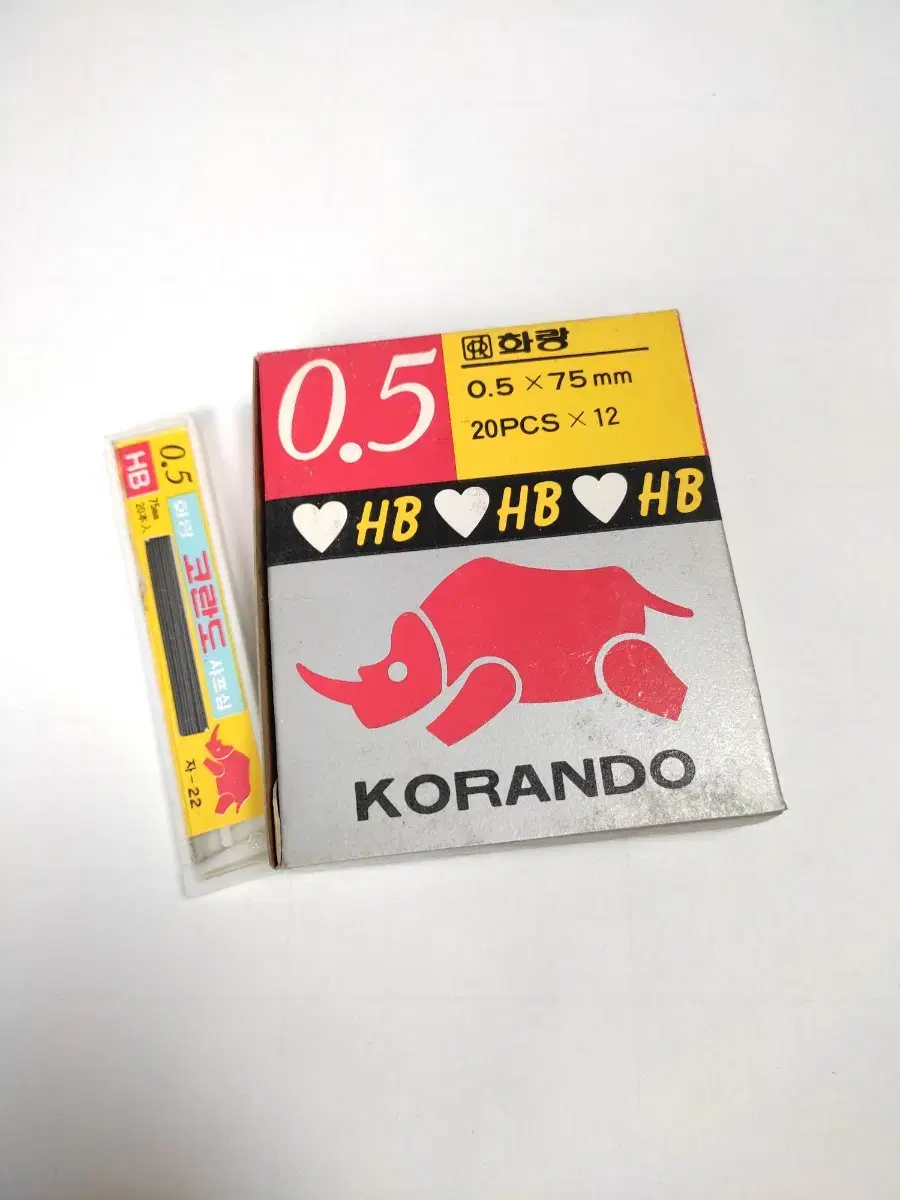 0.5
화랑
0.5 × 75 mm
20PCS × 12
HB HB HB
KORANDO
0.5
HB
75mm
20本入
화랑
코란도
샤프심
자-22